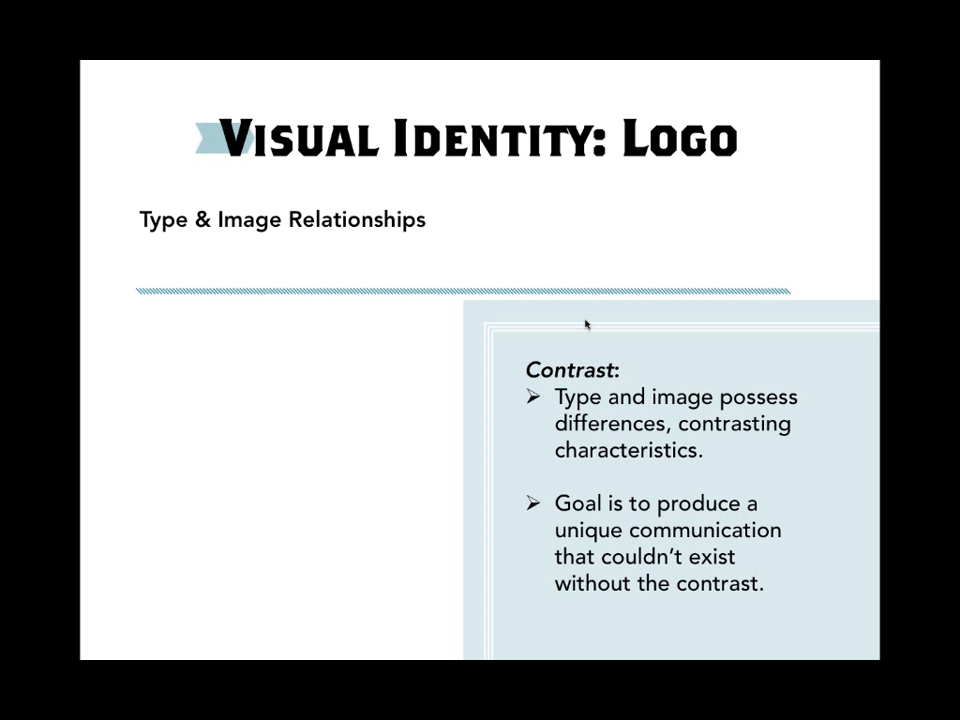 Visual Identity: Logo
Type & Image Relationships
Contrast:
➢ Type and image possess
differences, contrasting
characteristics.
➢ Goal is to produce a
unique communication
that couldn’t exist
without the contrast.